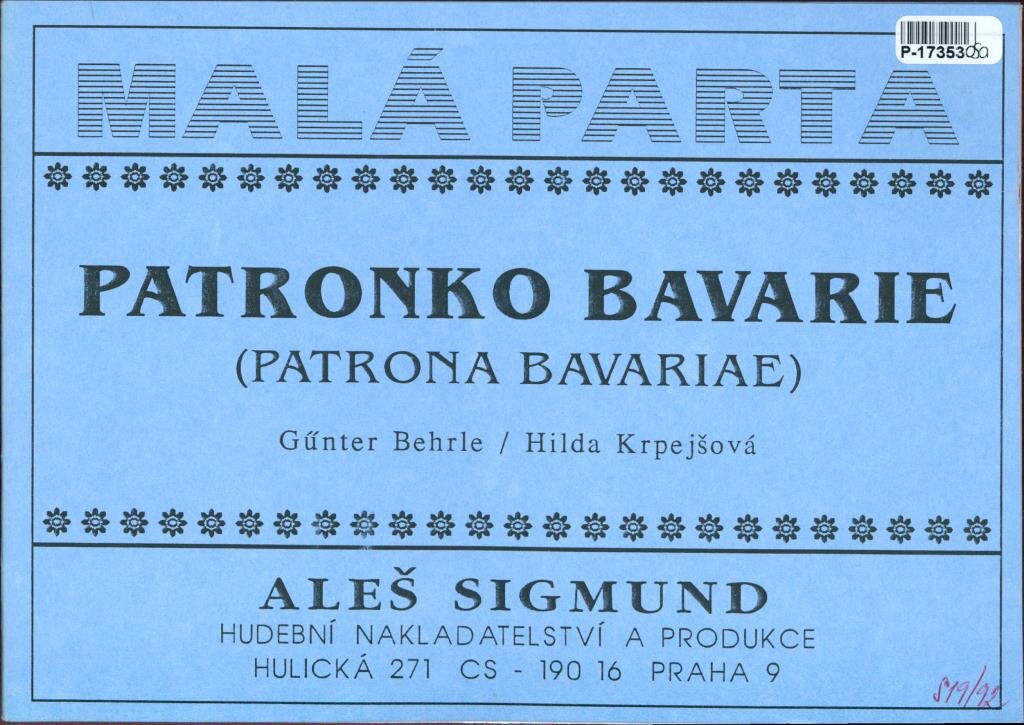 P-17353
MALÁ PARTA
PATRONKO BAVARIE
(PATRONA BAVARIAE)
Gűnter Behrle / Hilda Krpejšová
ALEŠ SIGMUND
HUDEBNÍ NAKLADATELSTVÍ A PRODUKCE
HULICKÁ 271 CS - 190 16 PRAHA 9